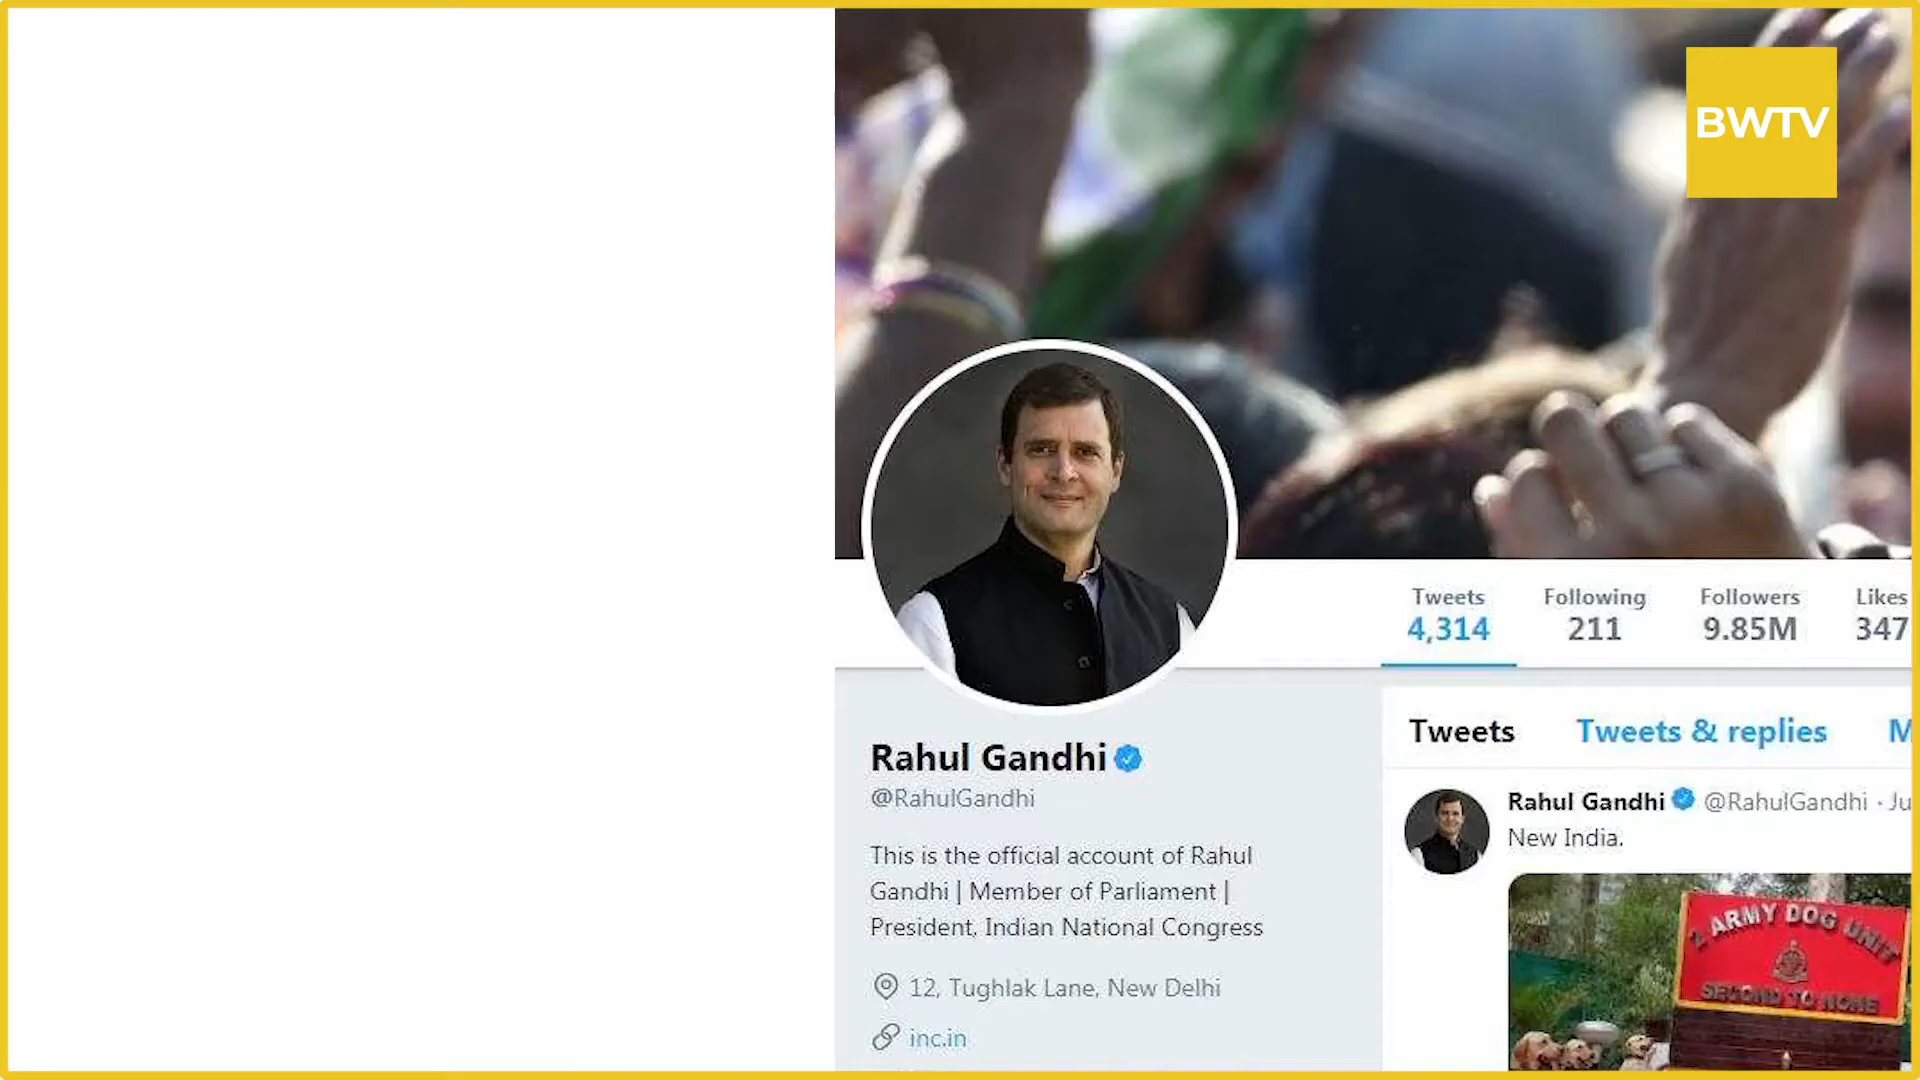 BWTV
Tweets Following Followers Likes
4,314 211 9.85M 347
Rahul Gandhi
@RahulGandhi
This is the official account of Rahul
Gandhi | Member of Parliament |
President, Indian National Congress
12, Tughlak Lane, New Delhi
inc.in
Tweets Tweets & replies M
Rahul Gandhi @RahulGandhi · Ju
New India.
2 ARMY DOG UNIT
SECOND TO NONE